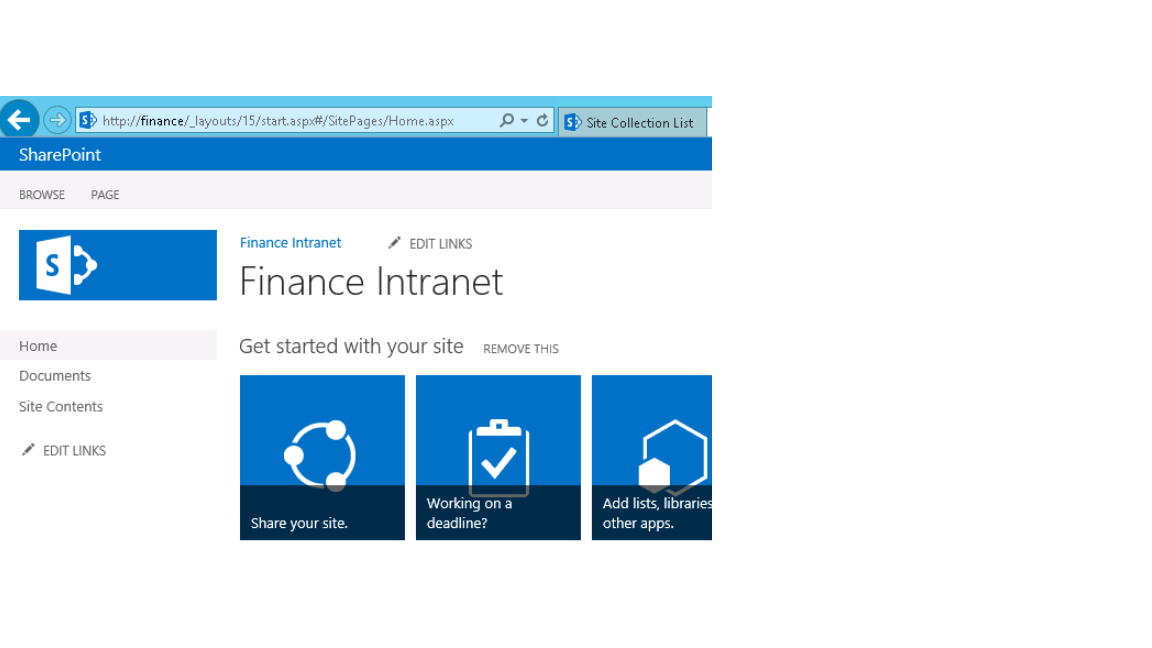 http://finance/_layouts/15/start.aspx#/SitePages/Home.aspx
Site Collection List
SharePoint
BROWSE PAGE
S
Finance Intranet EDIT LINKS
Finance Intranet
Home
Documents
Site Contents
EDIT LINKS
Get started with your site REMOVE THIS
Share your site.
Working on a
deadline?
Add lists, libraries
other apps.